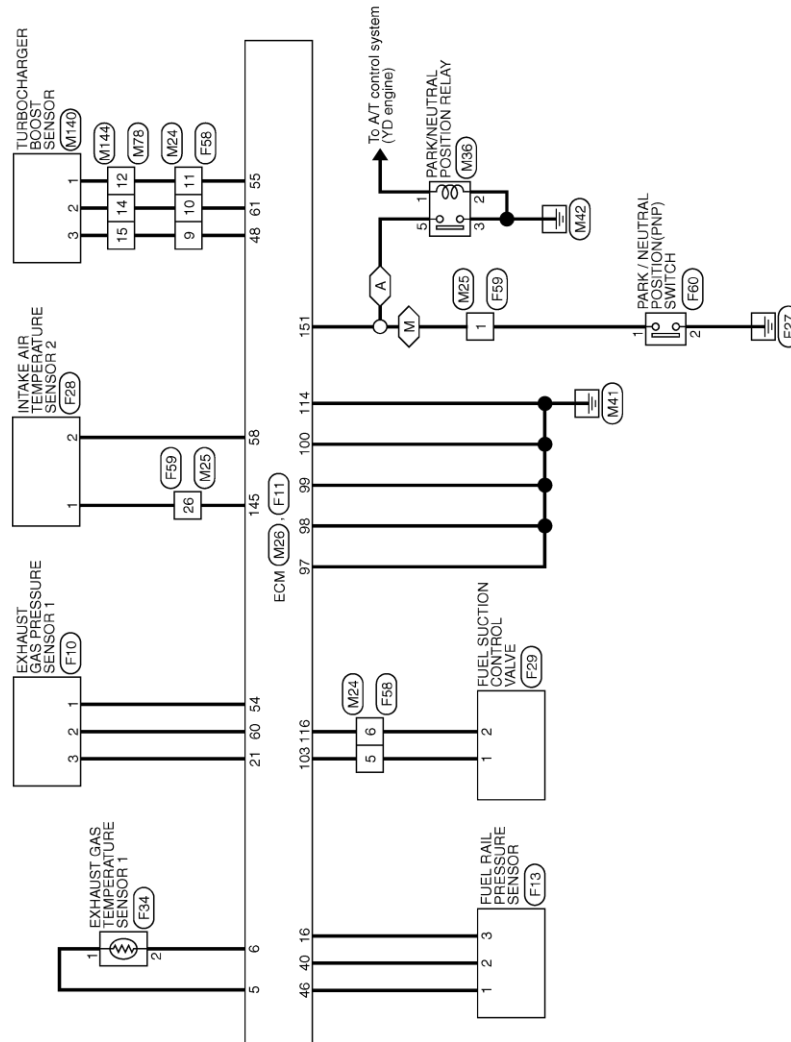 EXHAUST GAS
TEMPERATURE
SENSOR 1
F34
1
2
EXHAUST
GAS PRESSURE
SENSOR 1
F10
3 2 1
INTAKE AIR
TEMPERATURE
SENSOR 2
F28
1 2
TURBOCHARGER
BOOST
SENSOR
M140
3 2 1
M144
15 14 12
M78
F59
26
M25
M24
9 10 11
F58
5 6 21 60 54 145 58 48 61 55
ECM M26 , F11
46 40 16 103 116 97 98 99 100 114 151
M24
5 6
F58
A
M
To A/T control system
(YD engine)
5 1
3 2
PARK/NEUTRAL
POSITION RELAY
M36
M25
1
F59
FUEL RAIL
PRESSURE
SENSOR
F13
1 2 3
FUEL SUCTION
CONTROL
VALVE
F29
1 2
M41
M42
1
2
PARK / NEUTRAL
POSITION(PNP)
SWITCH
F60
F27